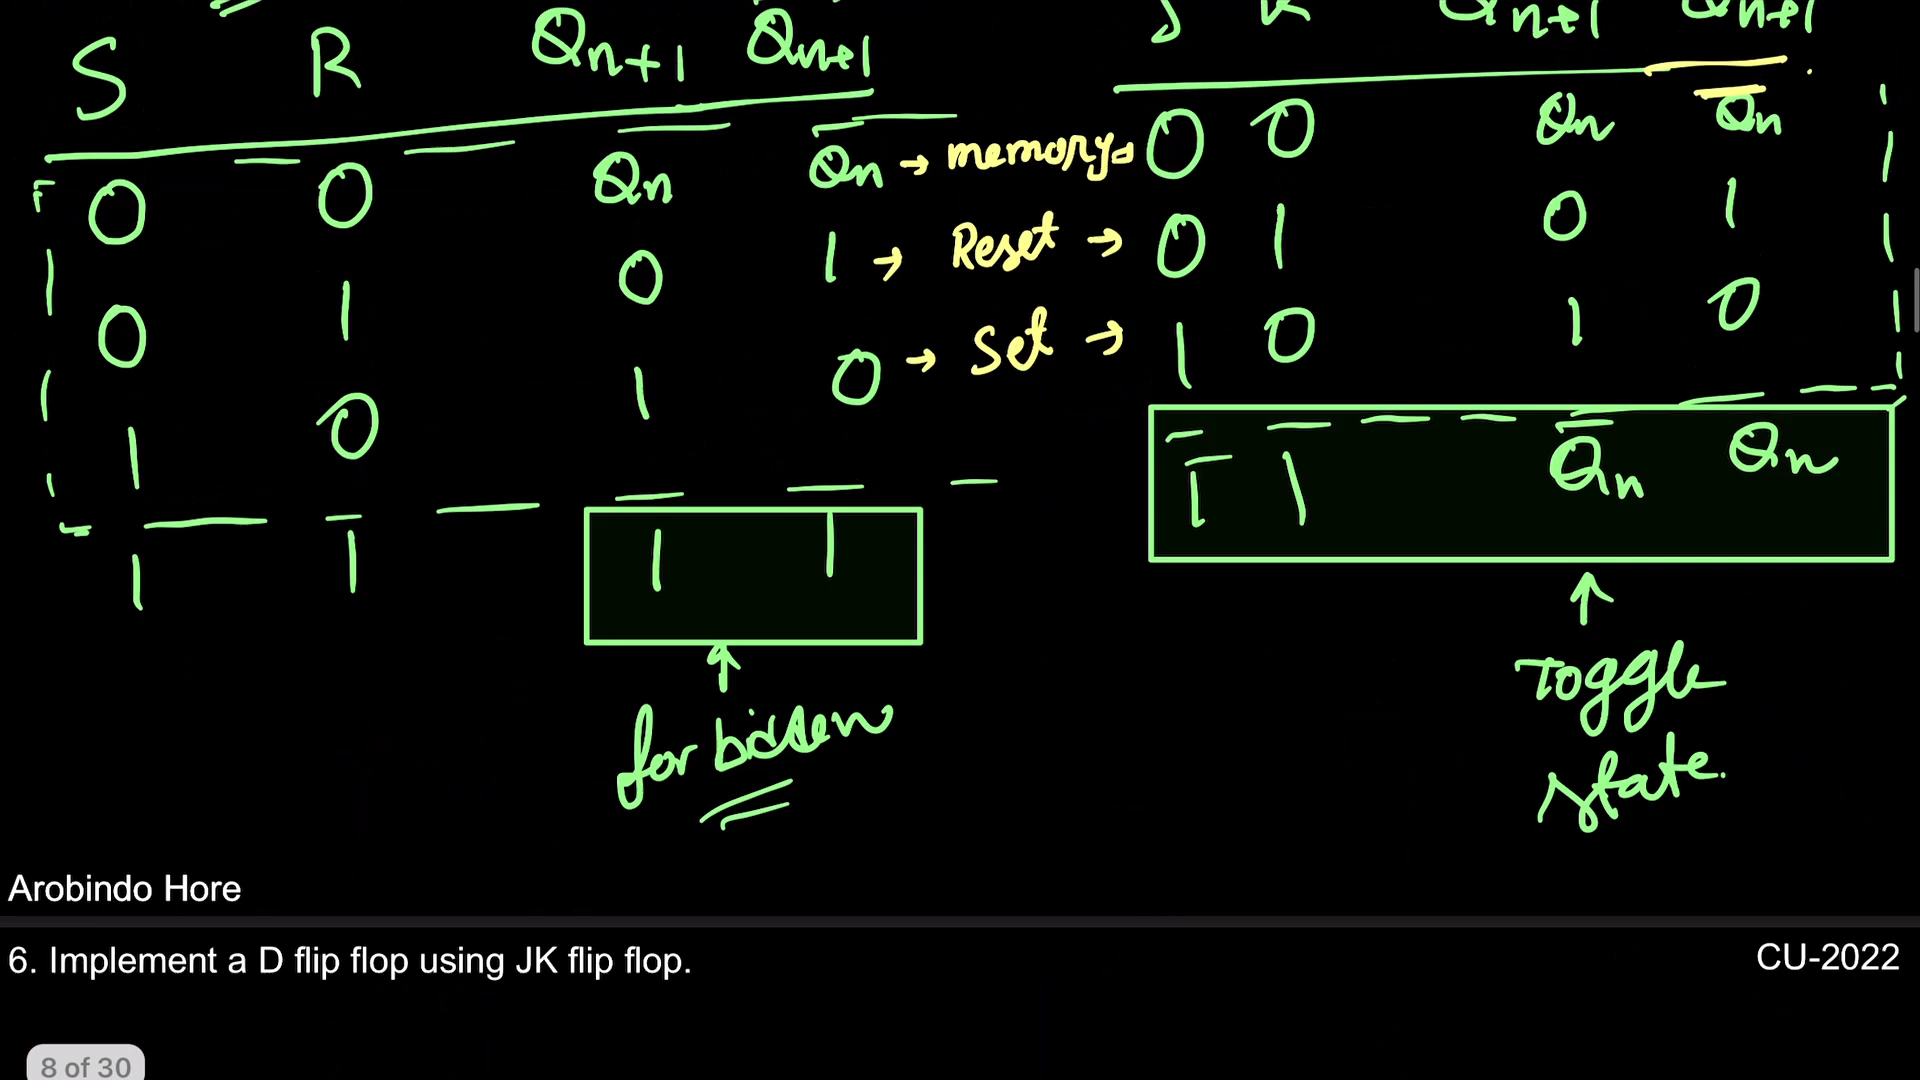 S R Qn+1 Q̅n+1
J K Qn+1 Q̅n+1
0 0 Qn Q̅n → memory → 0 0 Qn Q̅n
0 1 0 1 → Reset → 0 1 0 1
1 0 1 0 → Set → 1 0 1 0
1 1 1 1
1 1 Q̅n Qn
forbidden
Toggle
state.
Arobindo Hore
6. Implement a D flip flop using JK flip flop.
CU-2022
8 of 30